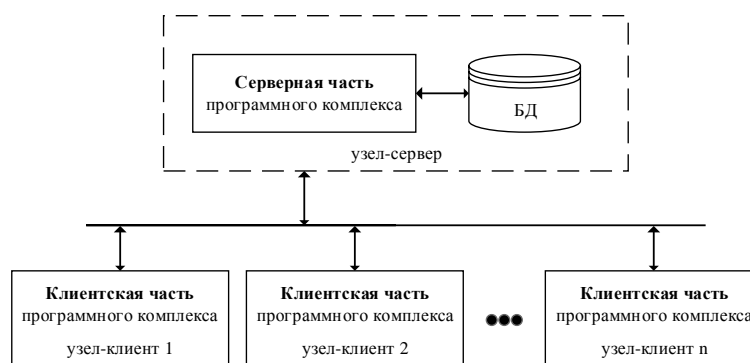 Серверная часть
программного комплекса
БД
узел-сервер
Клиентская часть
программного комплекса
узел-клиент 1
Клиентская часть
программного комплекса
узел-клиент 2
Клиентская часть
программного комплекса
узел-клиент n